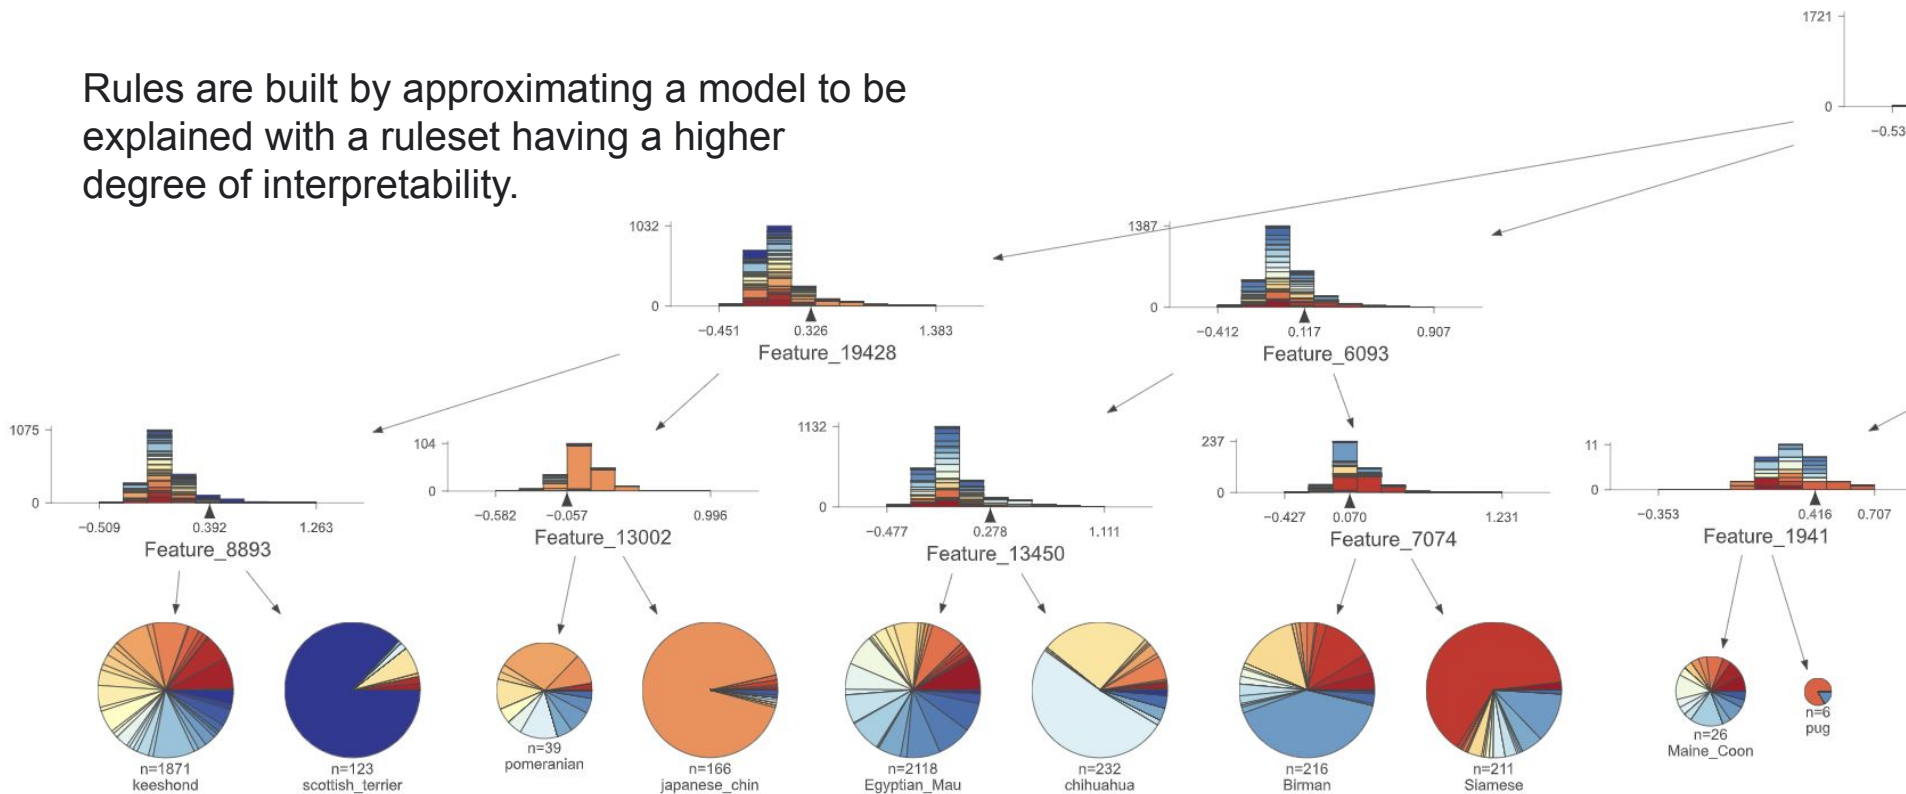 Rules are built by approximating a model to be
explained with a ruleset having a higher
degree of interpretability.
1721
0
−0.53
1032
0
−0.451 0.326 1.383
Feature_19428
1387
0
−0.412 0.117 0.907
Feature_6093
1075
0
−0.509 0.392 1.263
Feature_8893
104
0
−0.582 −0.057 0.996
Feature_13002
1132
0
−0.477 0.278 1.111
Feature_13450
237
0
−0.427 0.070 1.231
Feature_7074
11
0
−0.353 0.416 0.707
Feature_1941
n=1871
keeshond
n=123
scottish_terrier
n=39
pomeranian
n=166
japanese_chin
n=2118
Egyptian_Mau
n=232
chihuahua
n=216
Birman
n=211
Siamese
n=26
Maine_Coon
n=6
pug